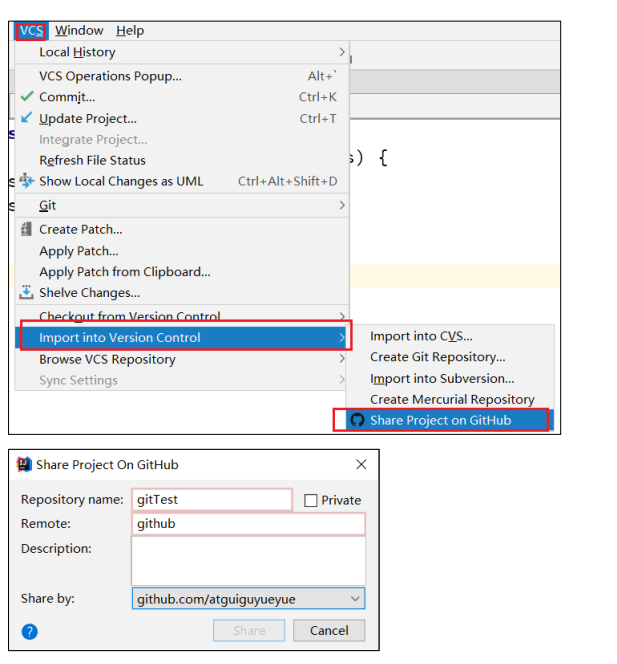 VCS Window Help
Local History
VCS Operations Popup... Alt+`
Commit... Ctrl+K
Update Project... Ctrl+T
Integrate Project...
s) {
Refresh File Status
Show Local Changes as UML Ctrl+Alt+Shift+D
Git
Create Patch...
Apply Patch...
Apply Patch from Clipboard...
Shelve Changes...
Checkout from Version Control
Import into Version Control
Import into CVS...
Browse VCS Repository
Create Git Repository...
Sync Settings
Import into Subversion...
Create Mercurial Repository
Share Project on GitHub
Share Project On GitHub
Repository name: gitTest Private
Remote: github
Description:
Share by: github.com/atguiguyueyue
? Share Cancel